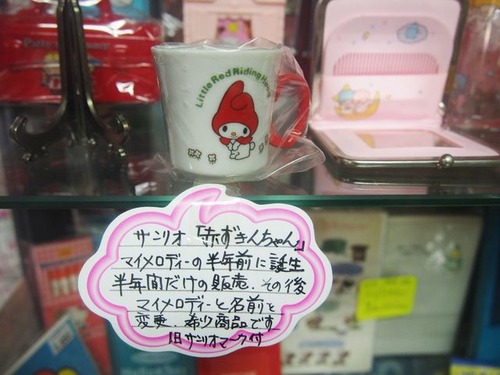 Little Red Riding Hood
サンリオ「赤ずきんちゃん」
マイメロディーの半年前に誕生
半年間だけの販売.その後
マイメロディーと名前を
変更.希少商品です
旧サンリオマーク付